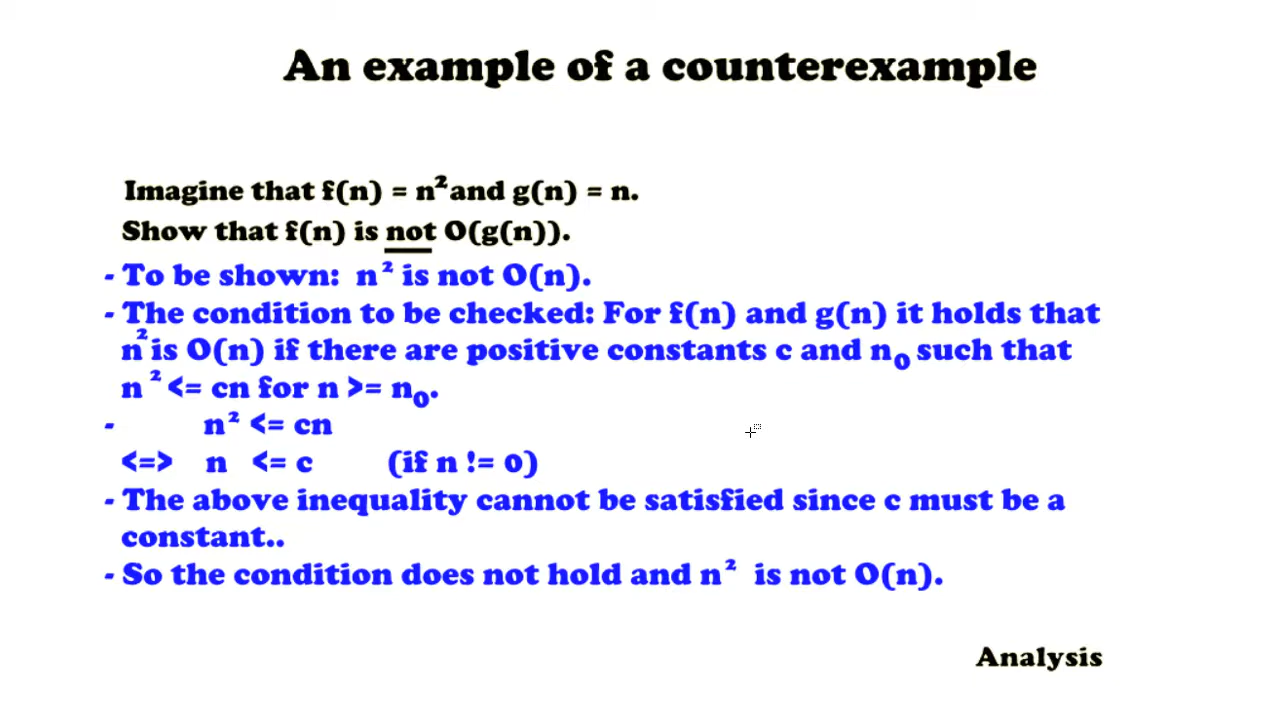 An example of a counterexample
Imagine that f(n) = n² and g(n) = n.
Show that f(n) is not O(g(n)).
- To be shown: n² is not O(n).
- The condition to be checked: For f(n) and g(n) it holds that
n² is O(n) if there are positive constants c and n₀ such that
n² <= cn for n >= n₀.
- n² <= cn
<=> n <= c (if n != 0)
- The above inequality cannot be satisfied since c must be a
constant..
- So the condition does not hold and n² is not O(n).
Analysis